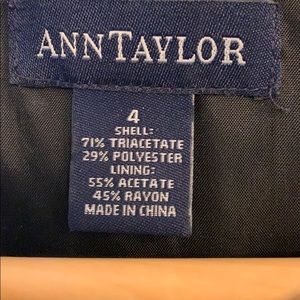 ANNTAYLOR
4
SHELL:
71% TRIACETATE
29% POLYESTER
LINING:
55% ACETATE
45% RAYON
MADE IN CHINA